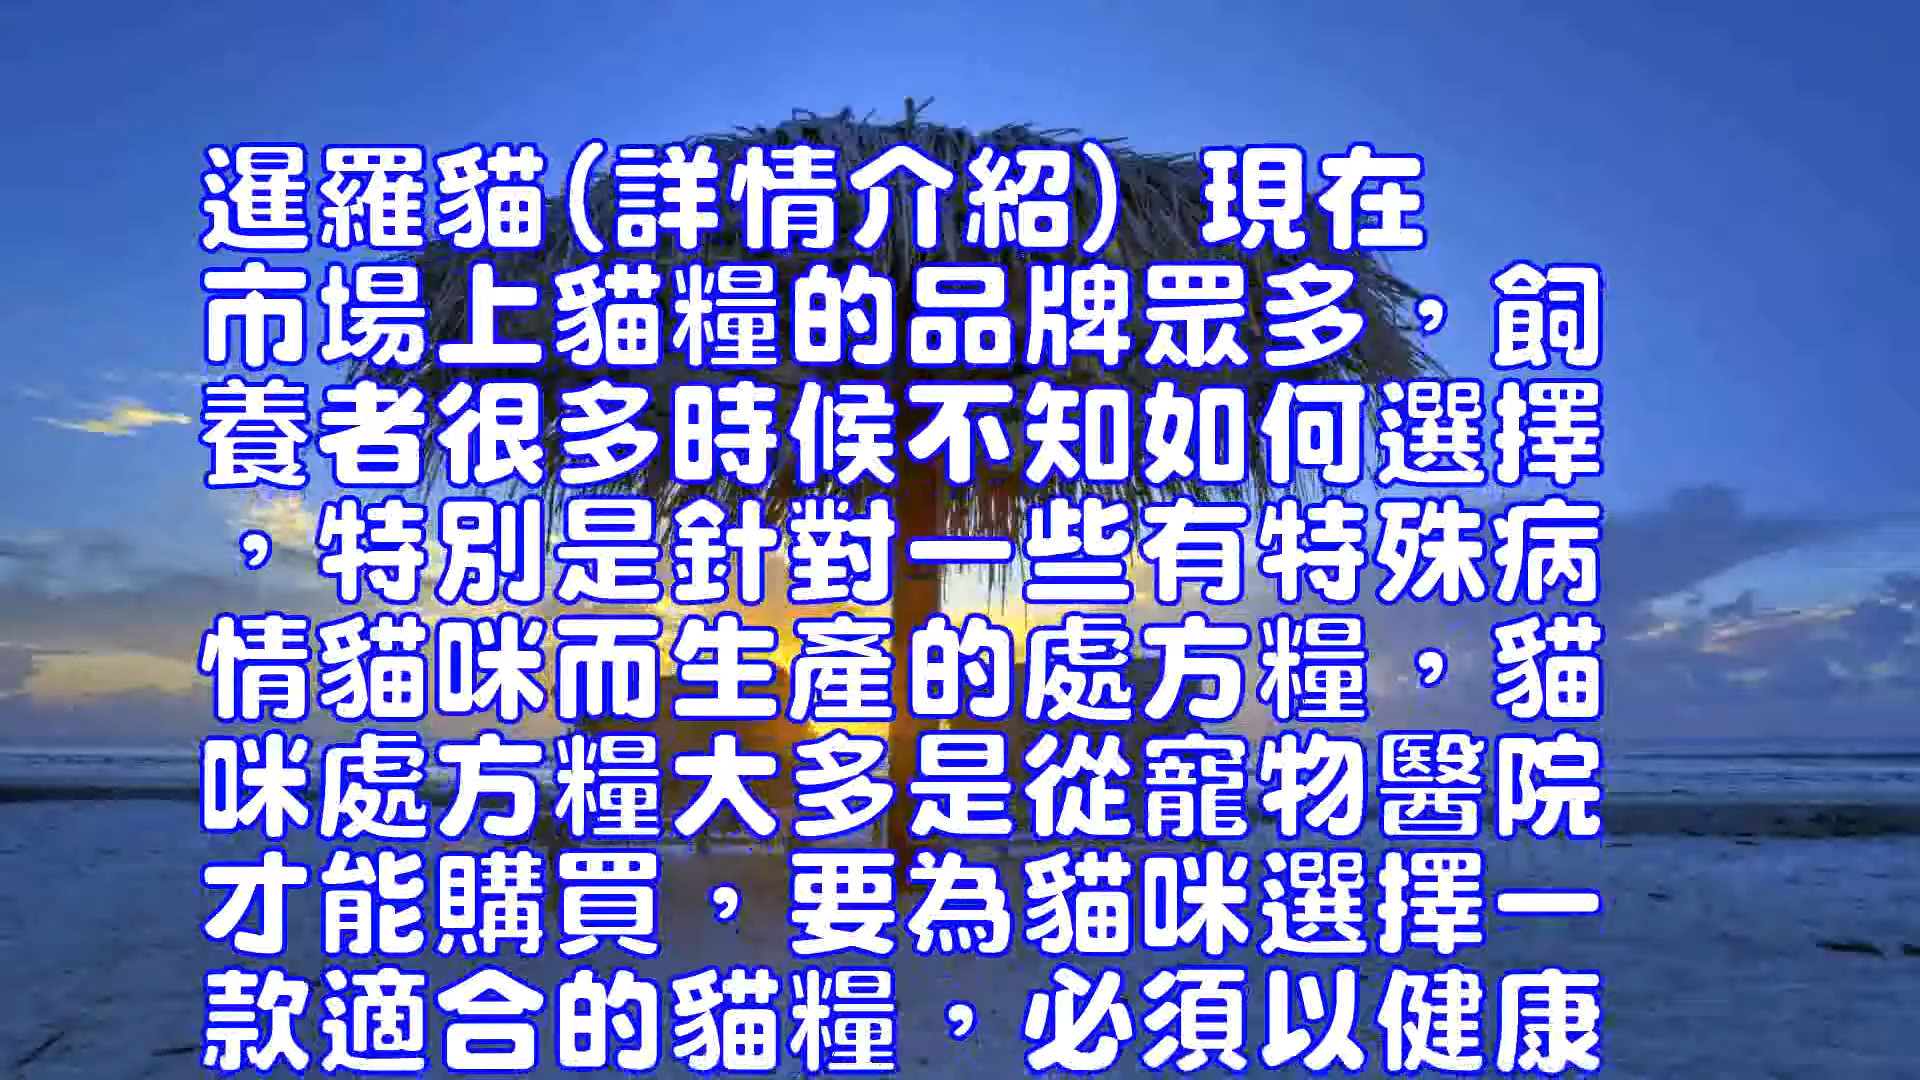 暹羅貓(詳情介紹) 現在
市場上貓糧的品牌眾多，飼
養者很多時候不知如何選擇
，特別是針對一些有特殊病
情貓咪而生產的處方糧，貓
咪處方糧大多是從寵物醫院
才能購買，要為貓咪選擇一
款適合的貓糧，必須以健康